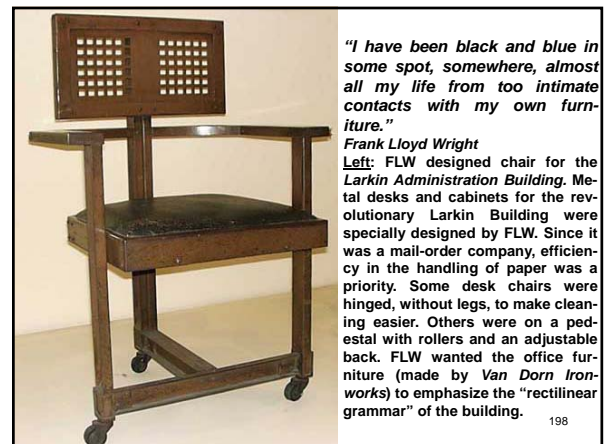 “I have been black and blue in
some spot, somewhere, almost
all my life from too intimate
contacts with my own furn-
iture.”
Frank Lloyd Wright
Left: FLW designed chair for the
Larkin Administration Building. Me-
tal desks and cabinets for the rev-
olutionary Larkin Building were
specially designed by FLW. Since it
was a mail-order company, efficien-
cy in the handling of paper was a
priority. Some desk chairs were
hinged, without legs, to make clean-
ing easier. Others were on a ped-
estal with rollers and an adjustable
back. FLW wanted the office fur-
niture (made by Van Dorn Iron-
works) to emphasize the “rectilinear
grammar” of the building.
198